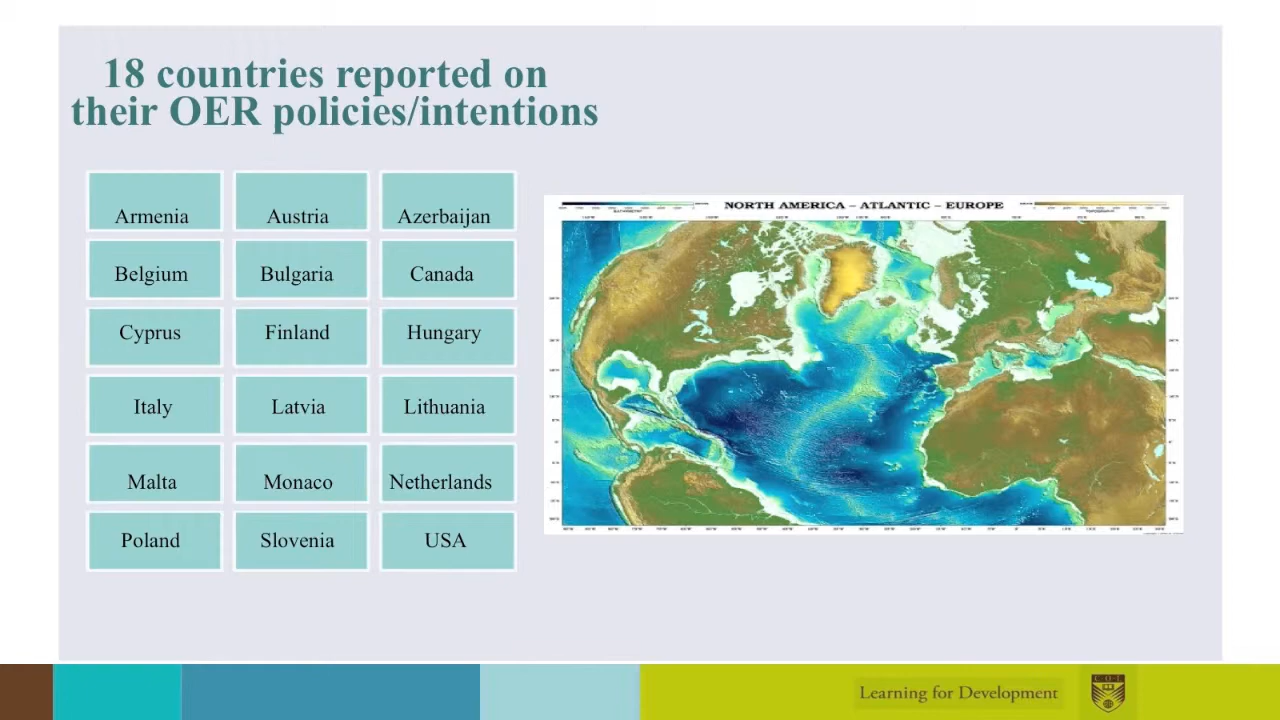 18 countries reported on
their OER policies/intentions
Armenia
Austria
Azerbaijan
Belgium
Bulgaria
Canada
Cyprus
Finland
Hungary
Italy
Latvia
Lithuania
Malta
Monaco
Netherlands
Poland
Slovenia
USA
NORTH AMERICA – ATLANTIC – EUROPE
Learning for Development
C O L